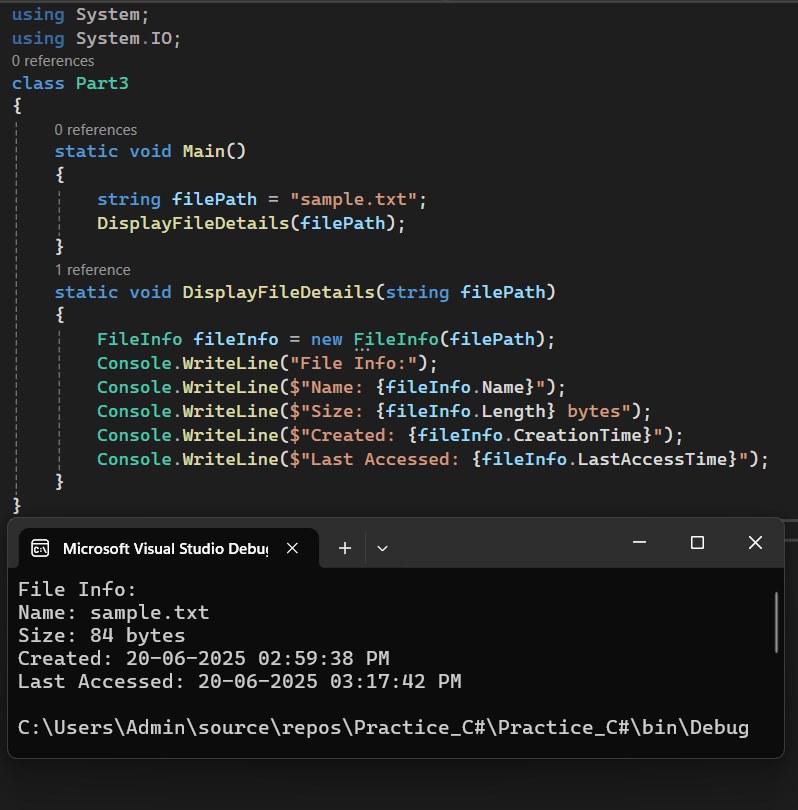 using System;
using System.IO;
0 references
class Part3
{
0 references
static void Main()
{
string filePath = "sample.txt";
DisplayFileDetails(filePath);
}
1 reference
static void DisplayFileDetails(string filePath)
{
FileInfo fileInfo = new FileInfo(filePath);
Console.WriteLine("File Info:");
Console.WriteLine($"Name: {fileInfo.Name}");
Console.WriteLine($"Size: {fileInfo.Length} bytes");
Console.WriteLine($"Created: {fileInfo.CreationTime}");
Console.WriteLine($"Last Accessed: {fileInfo.LastAccessTime}");
}
}
Microsoft Visual Studio Debug
File Info:
Name: sample.txt
Size: 84 bytes
Created: 20-06-2025 02:59:38 PM
Last Accessed: 20-06-2025 03:17:42 PM
C:\Users\Admin\source\repos\Practice_C#\Practice_C#\bin\Debug